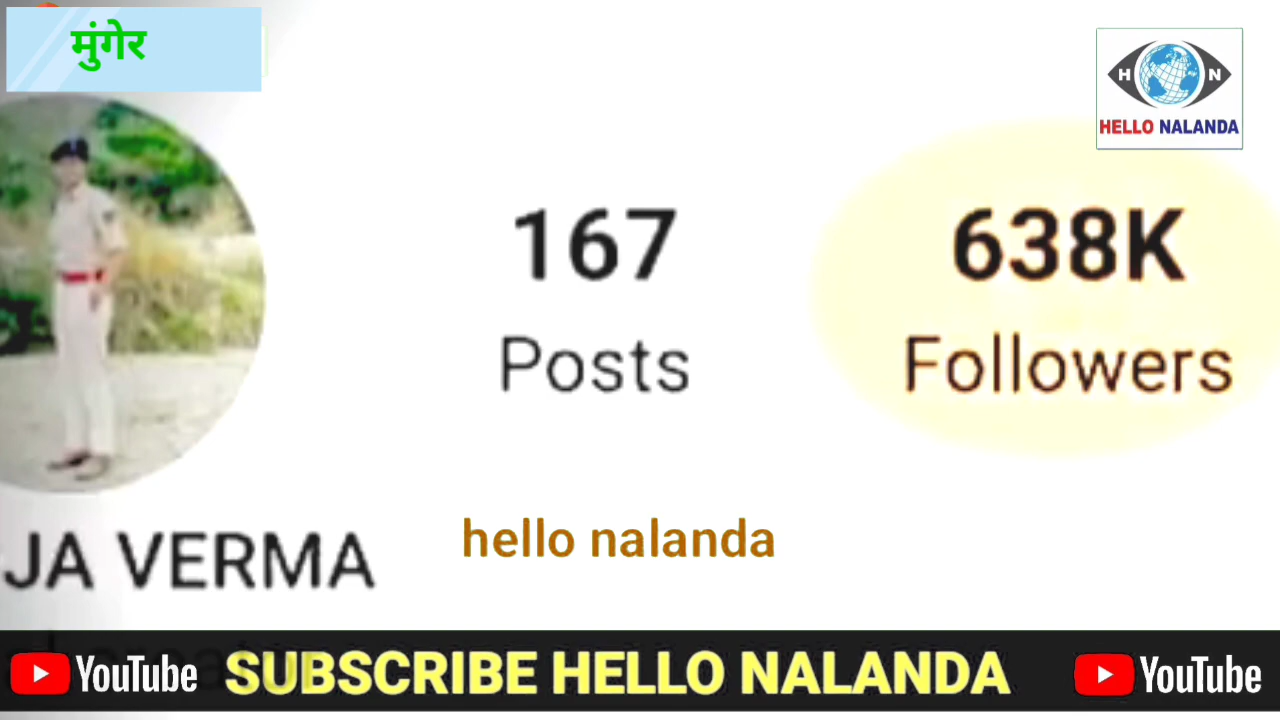 मुंगेर
H N
HELLO NALANDA
167
638K
Posts
Followers
JA VERMA
hello nalanda
YouTube
SUBSCRIBE HELLO NALANDA
YouTube